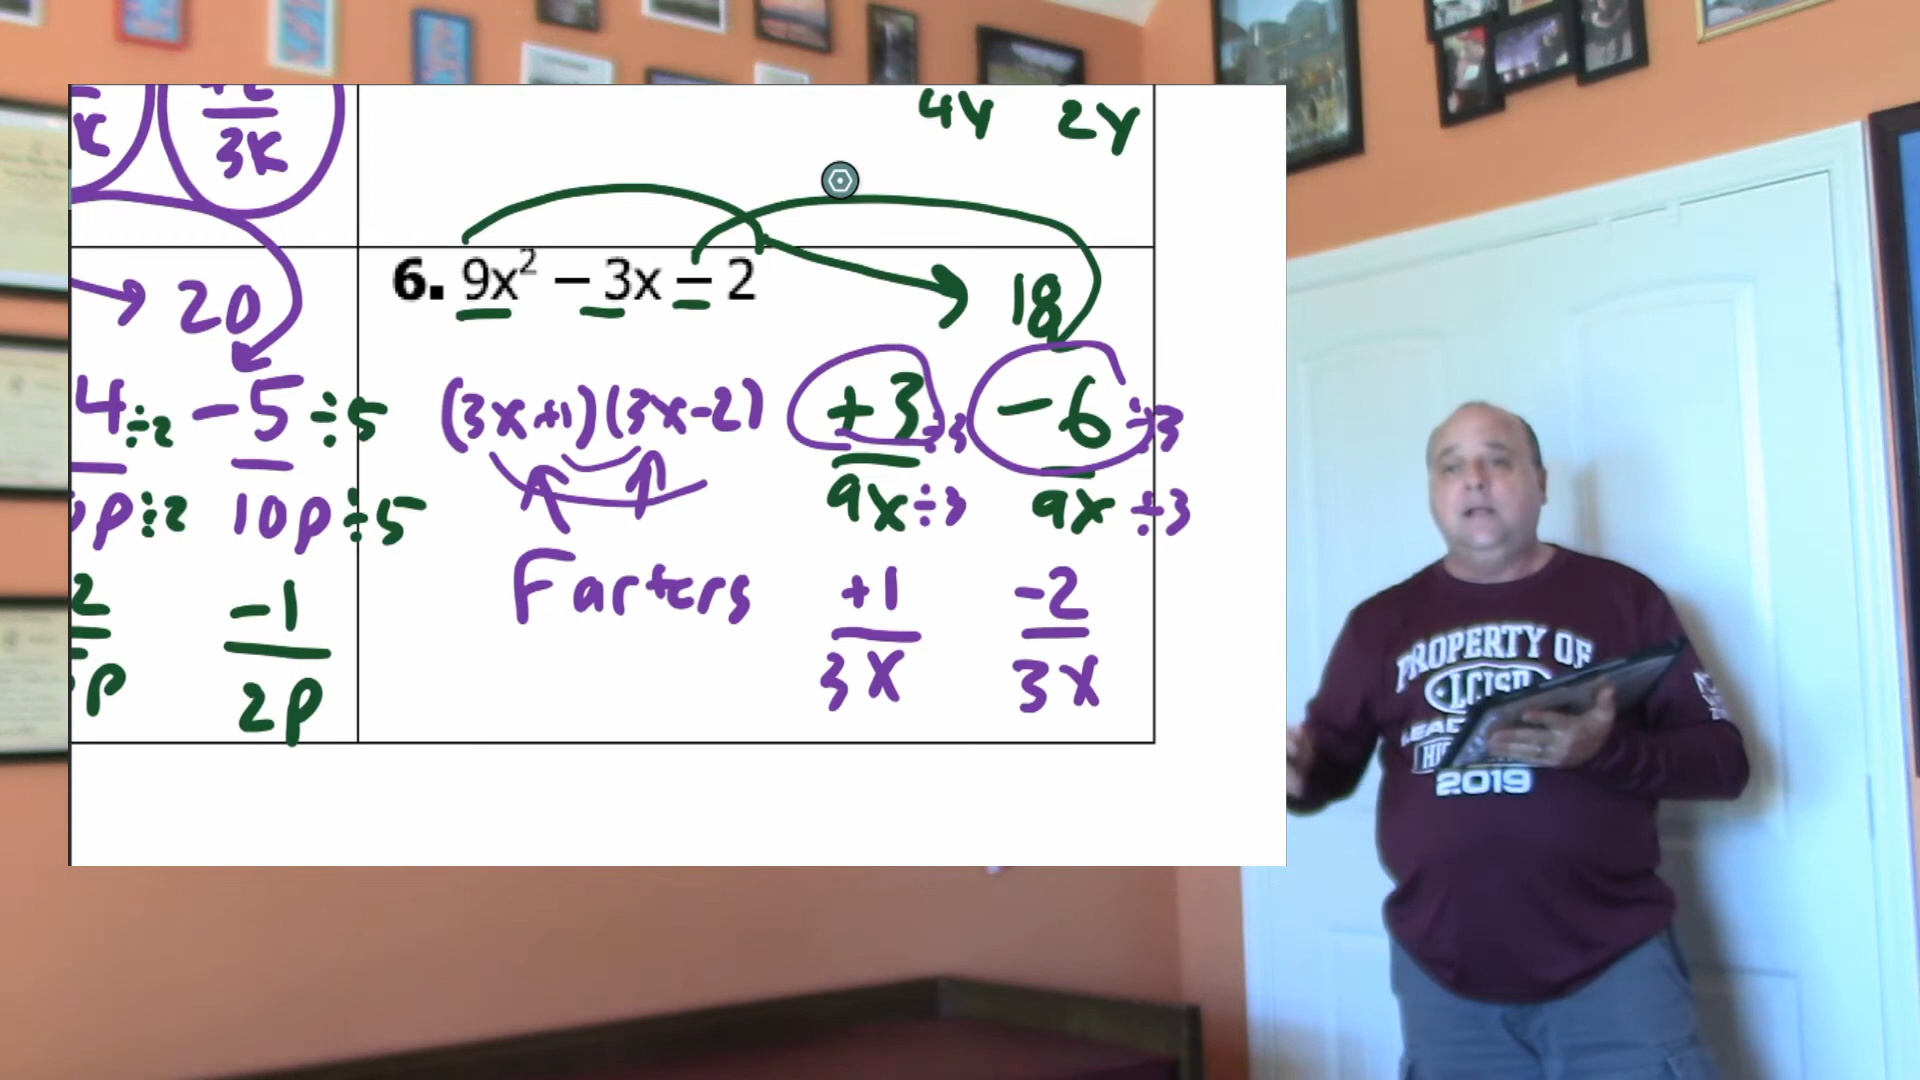 3K
4y 2y
20
6. 9x² − 3x − 2
18
4÷2 −5÷5
(3x+1)(3x−2)
+3÷3 −6÷3
p÷2 10p÷5
9x÷3 9x÷3
2 −1
Farters
+1 −2
p 2p
3x 3x
PROPERTY OF
LCISD
2019